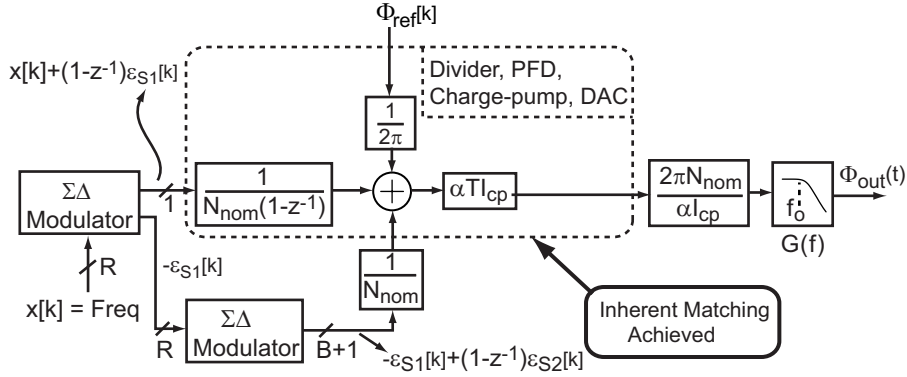 Φref[k]
x[k]+(1-z⁻¹)εS1[k]
Divider, PFD,
Charge-pump, DAC
1
2π
ΣΔ
Modulator
1
1
Nnom(1-z⁻¹)
+
αTIcp
2πNnom
αIcp
fo
G(f)
Φout(t)
R
-εS1[k]
1
Nnom
x[k] = Freq
R
ΣΔ
Modulator
B+1
-εS1[k]+(1-z⁻¹)εS2[k]
Inherent Matching
Achieved